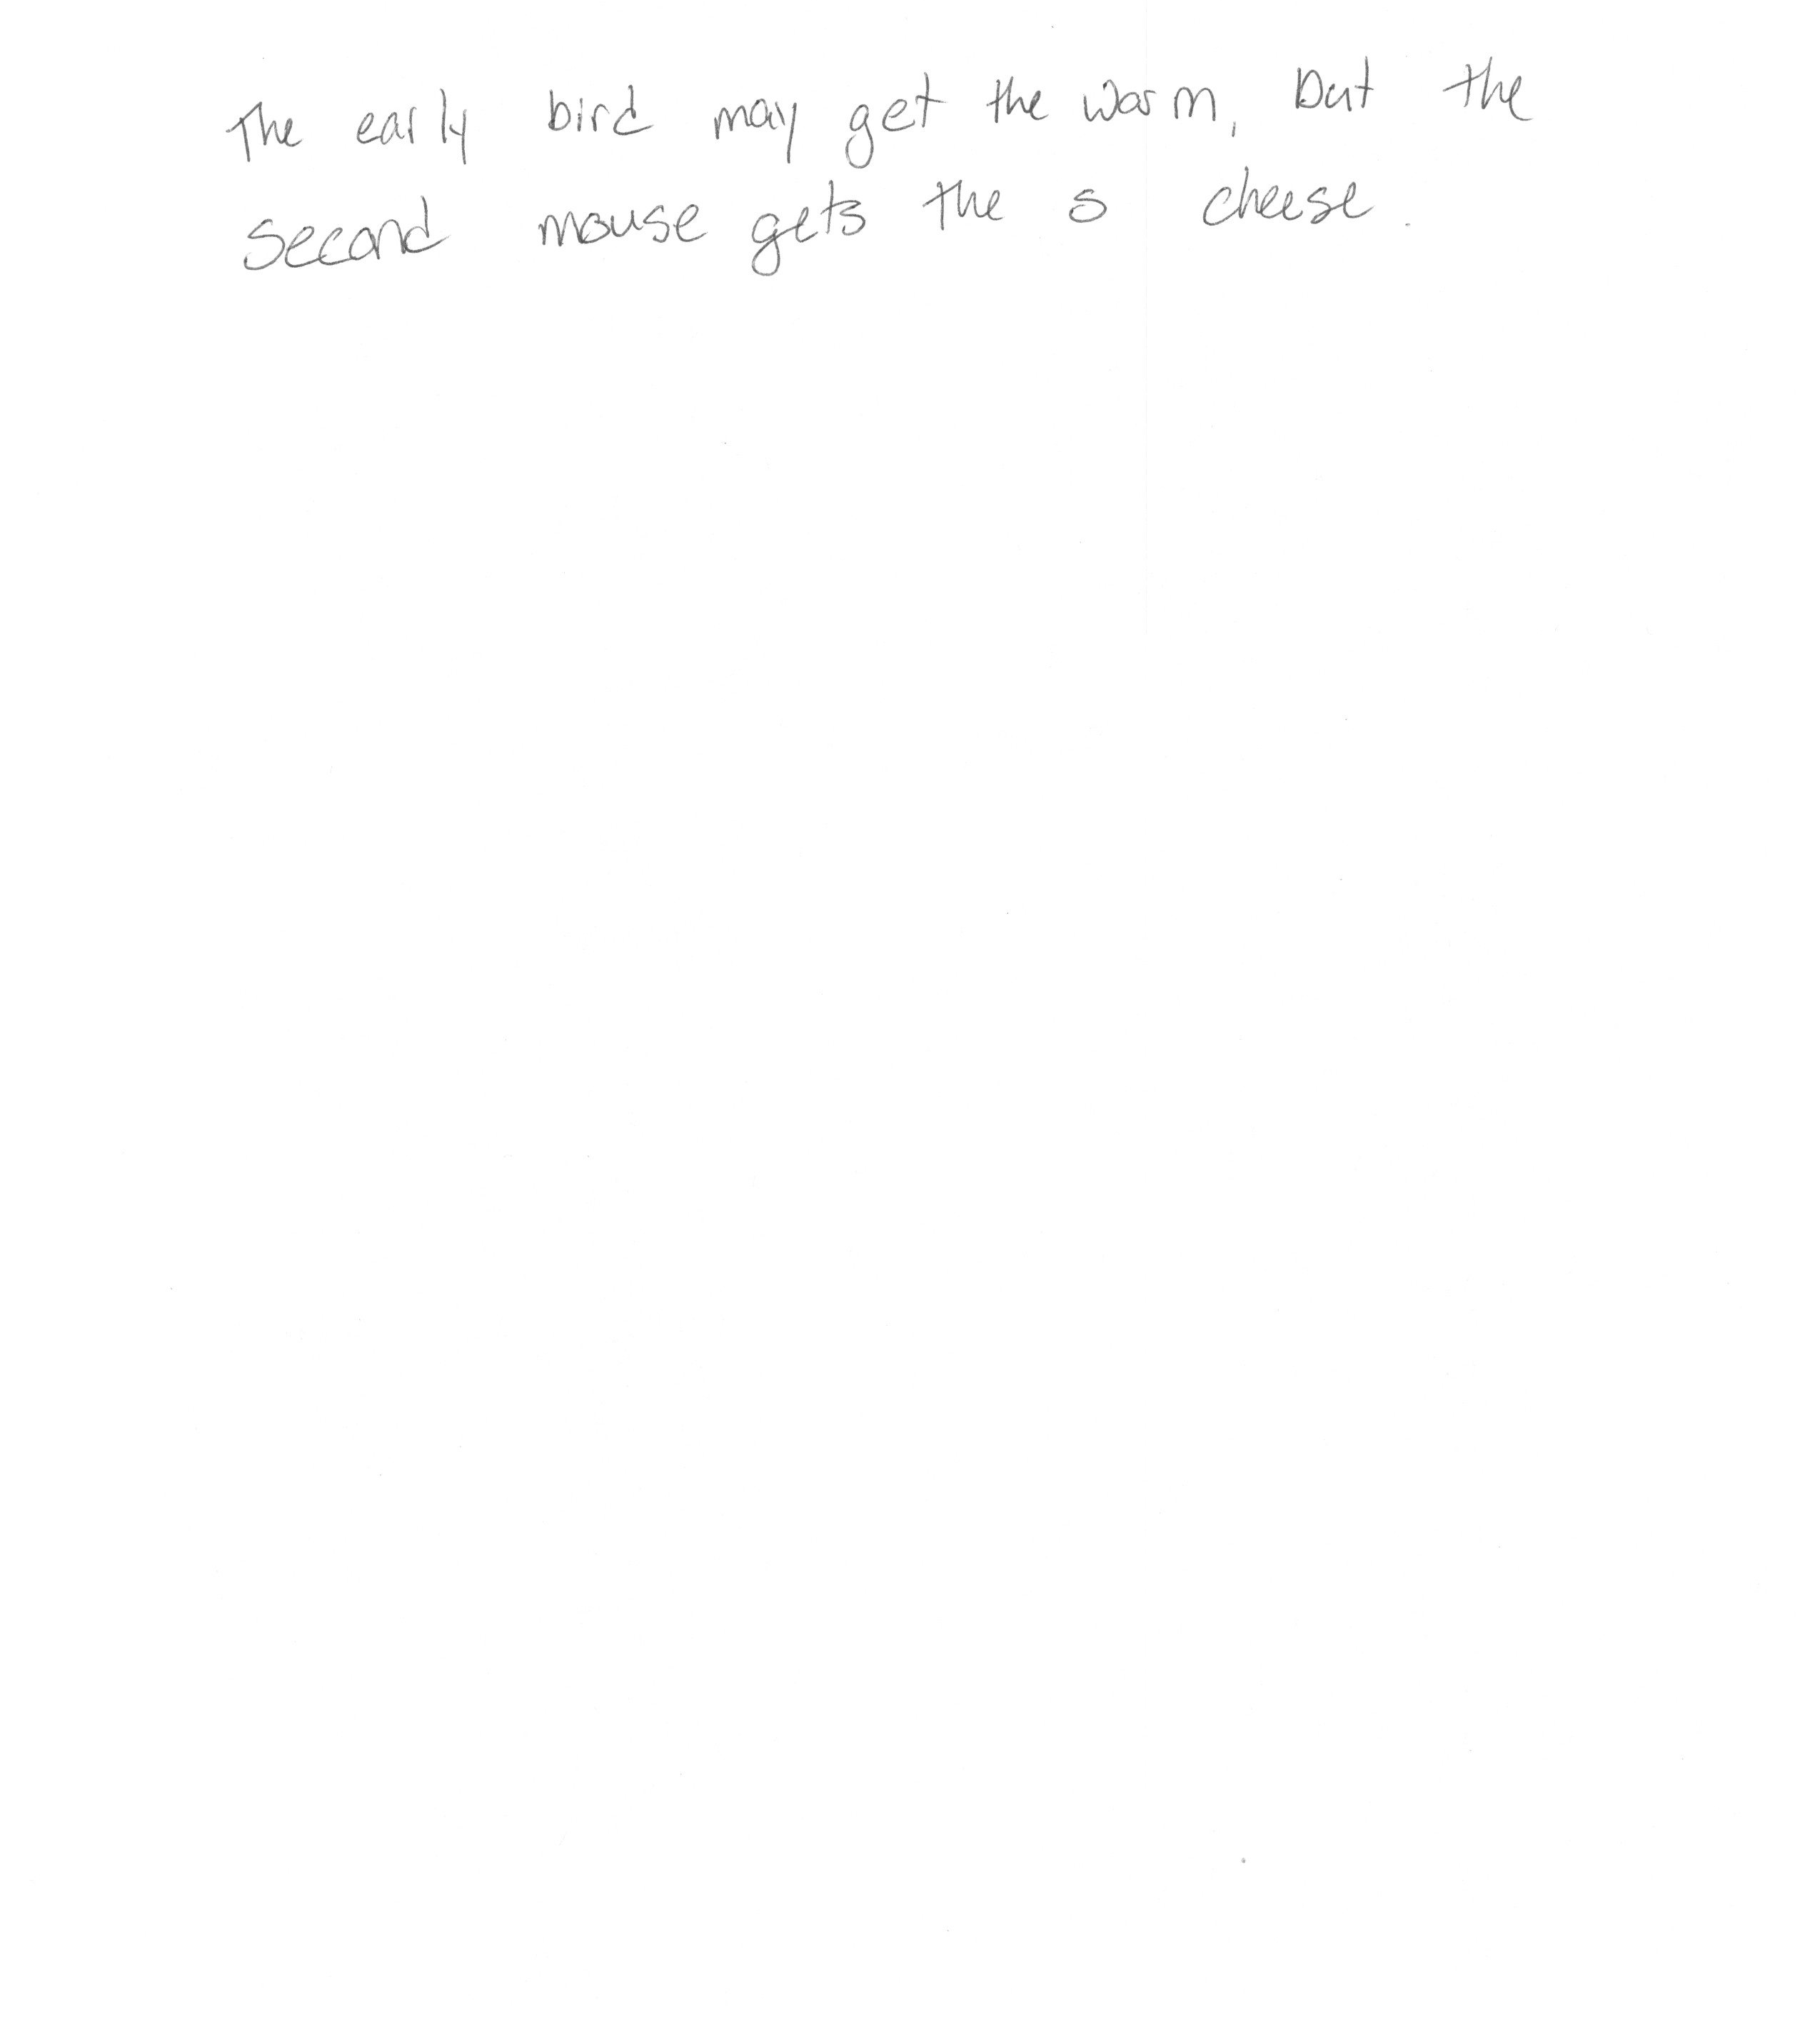 The early bird may get the worm, but the
second mouse gets the s cheese.